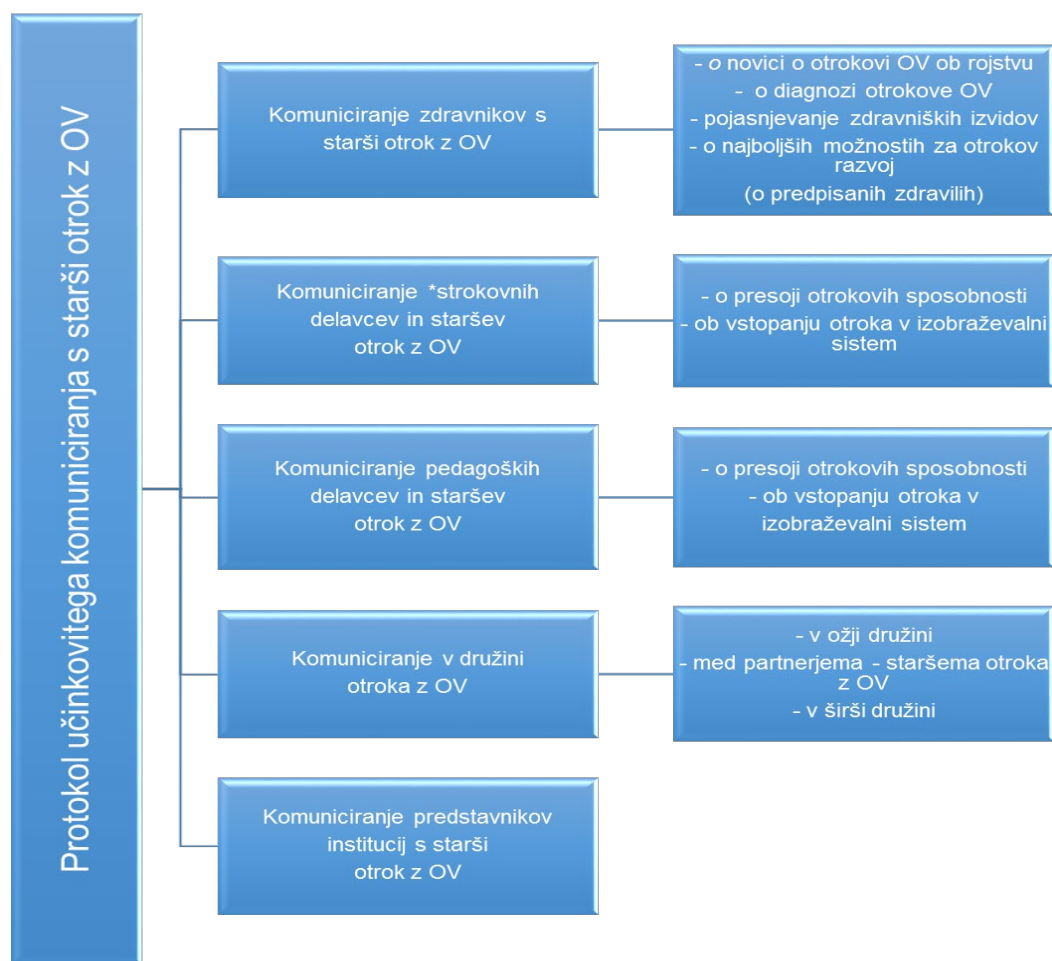 Protokol učinkovitega komuniciranja s starši otrok z OV
Komuniciranje zdravnikov s
starši otrok z OV
- o novici o otrokovi OV ob rojstvu
- o diagnozi otrokove OV
- pojasnjevanje zdravniških izvidov
- o najboljših možnostih za otrokov
razvoj
(o predpisanih zdravilih)
Komuniciranje *strokovnih
delavcev in staršev
otrok z OV
- o presoji otrokovih sposobnosti
- ob vstopanju otroka v izobraževalni
sistem
Komuniciranje pedagoških
delavcev in staršev
otrok z OV
- o presoji otrokovih sposobnosti
- ob vstopanju otroka v
izobraževalni sistem
Komuniciranje v družini
otroka z OV
- v ožji družini
- med partnerjema - staršema otroka
z OV
- v širši družini
Komuniciranje predstavnikov
institucij s starši
otrok z OV